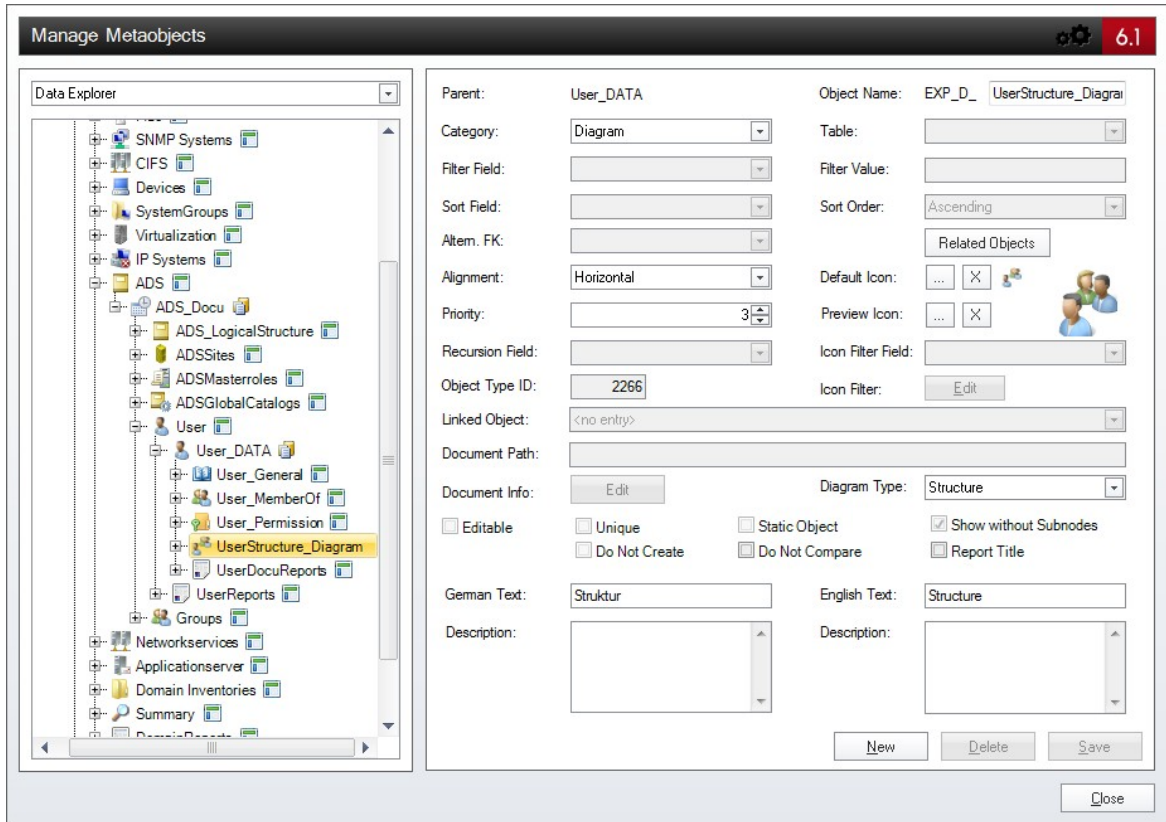 Manage Metaobjects
6.1
Data Explorer
SNMP Systems
CIFS
Devices
SystemGroups
Virtualization
IP Systems
ADS
ADS_Docu
ADS_LogicalStructure
ADSSites
ADSMasterroles
ADSGlobalCatalogs
User
User_DATA
User_General
User_MemberOf
User_Permission
UserStructure_Diagram
UserDocuReports
UserReports
Groups
Networkservices
Applicationserver
Domain Inventories
Summary
DomainReports
Parent: User_DATA Object Name: EXP_D_ UserStructure_Diagrar
Category: Diagram Table:
Filter Field: Filter Value:
Sort Field: Sort Order: Ascending
Altern. FK: Related Objects
Alignment: Horizontal Default Icon: ... X
Priority: 3 Preview Icon: ... X
Recursion Field: Icon Filter Field:
Object Type ID: 2266 Icon Filter: Edit
Linked Object: <no entry>
Document Path:
Document Info: Edit Diagram Type: Structure
Editable Unique Static Object Show without Subnodes
Do Not Create Do Not Compare Report Title
German Text: Struktur English Text: Structure
Description: Description:
New Delete Save
Close